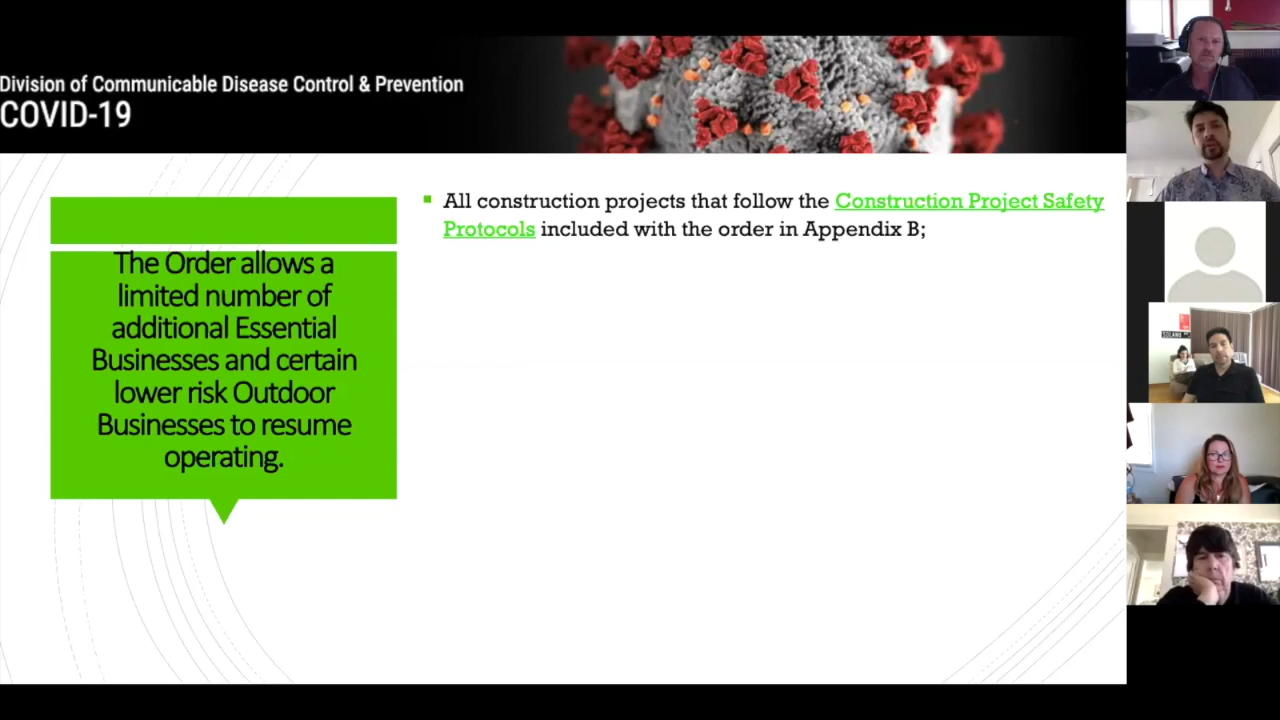 Division of Communicable Disease Control & Prevention
COVID-19
The Order allows a
limited number of
additional Essential
Businesses and certain
lower risk Outdoor
Businesses to resume
operating.
All construction projects that follow the Construction Project Safety
Protocols included with the order in Appendix B;